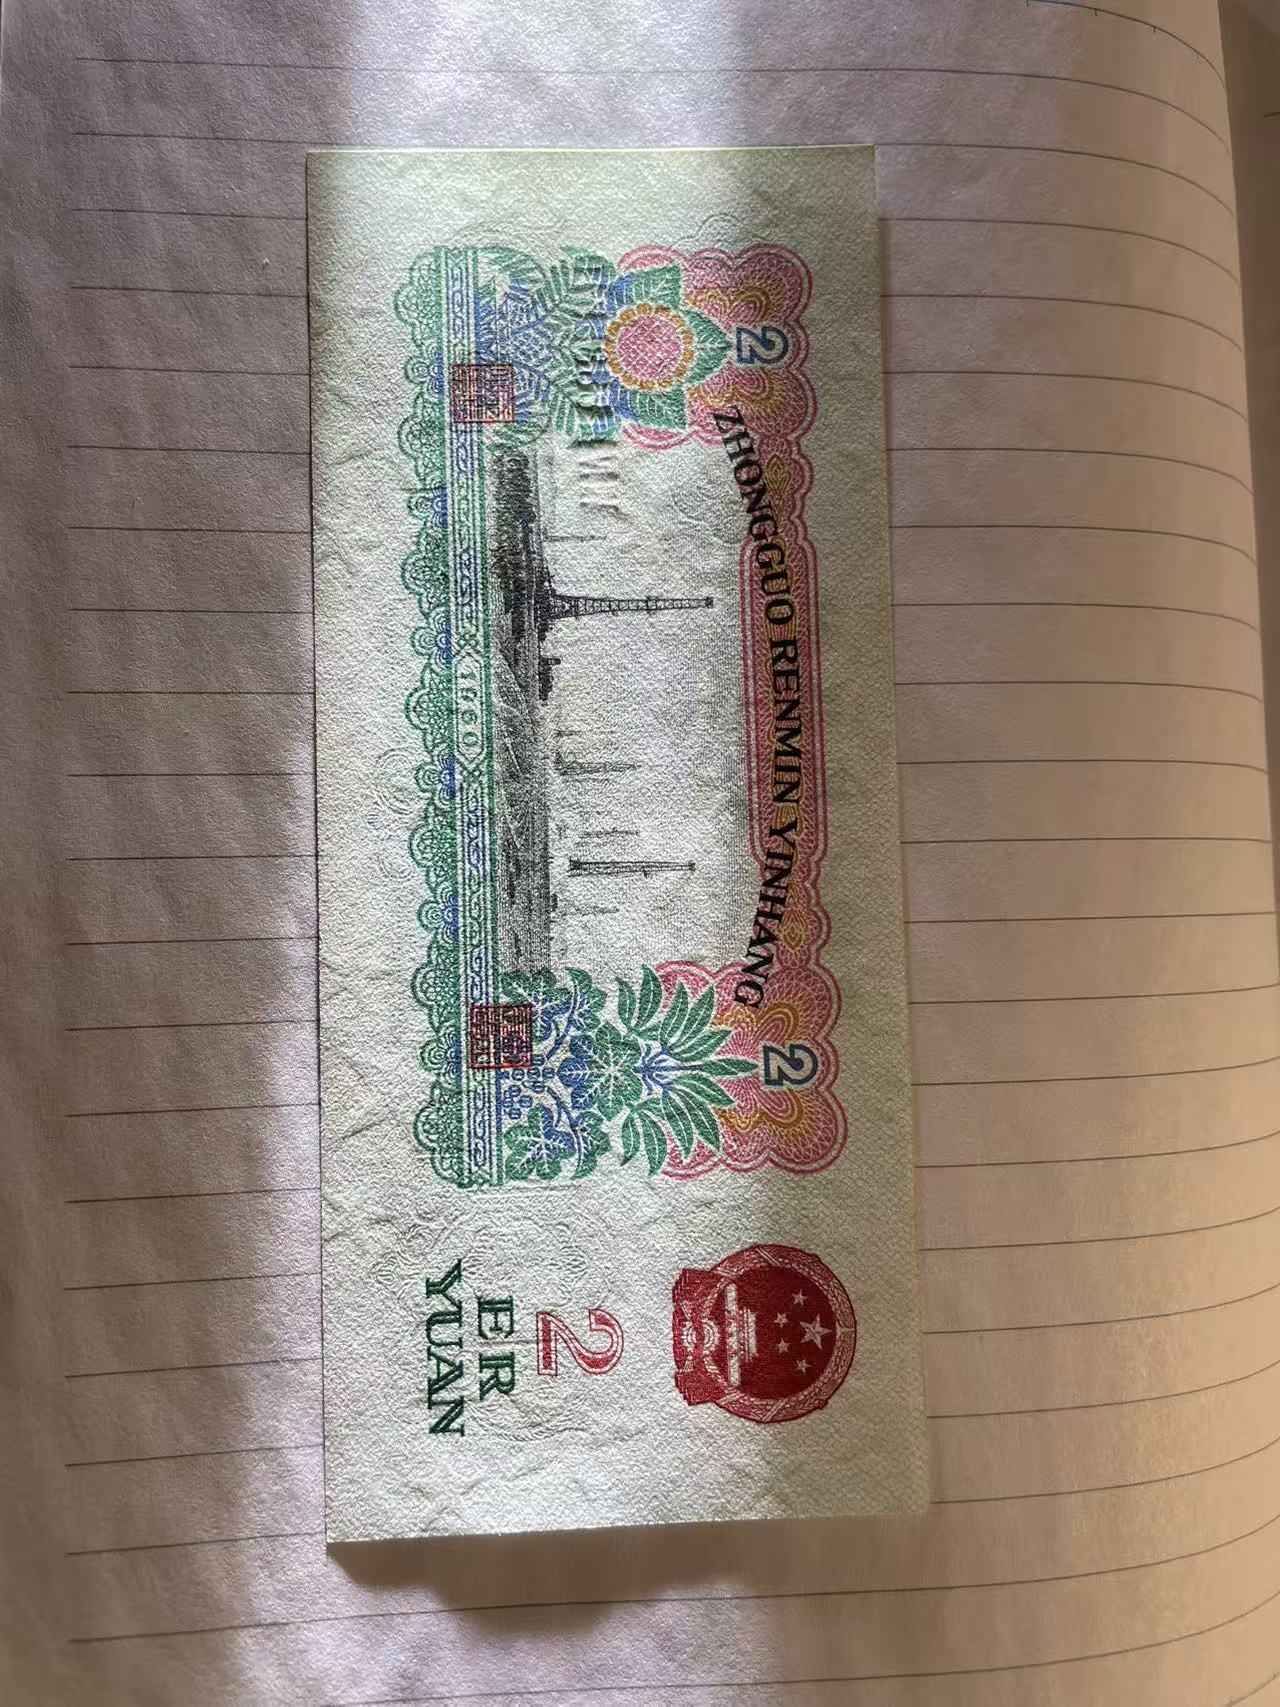 ZHONGGUO RENMIN YINHANG
2
2
2
ER
YUAN
1960